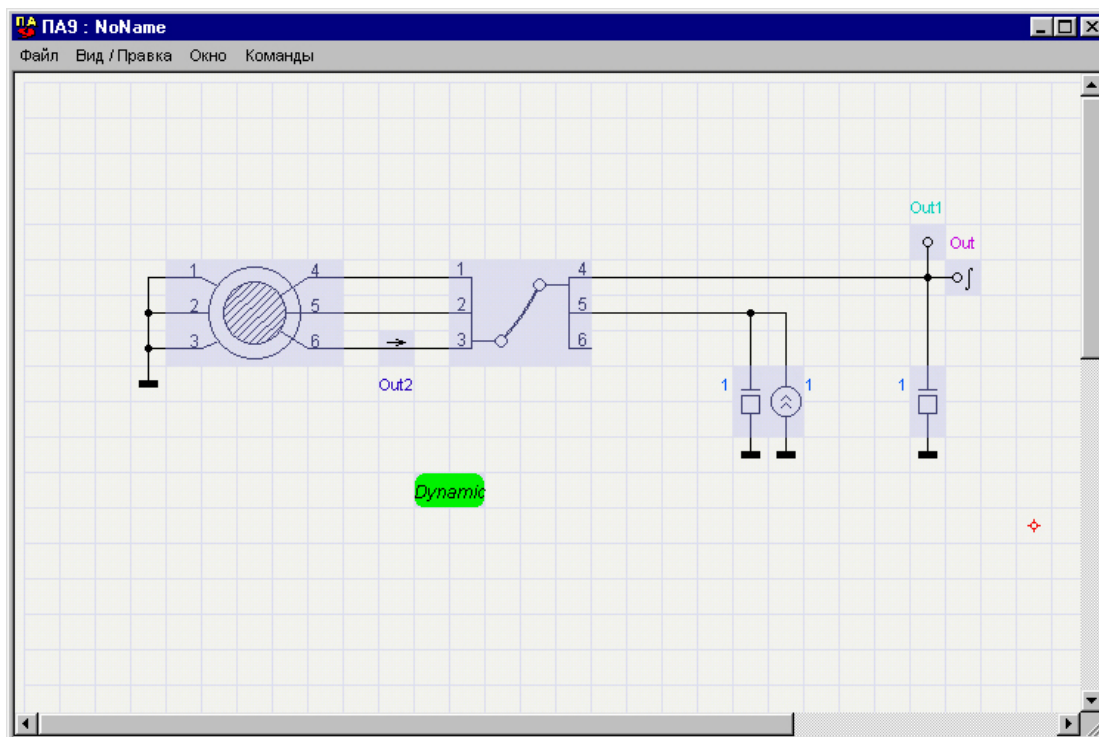 ПА ПА9 : NoName
Файл Вид / Правка Окно Команды
Out1
Out
1 4 1 4
2 5 2 5
3 6 3 6
Out2
1 1 1
Dynamic